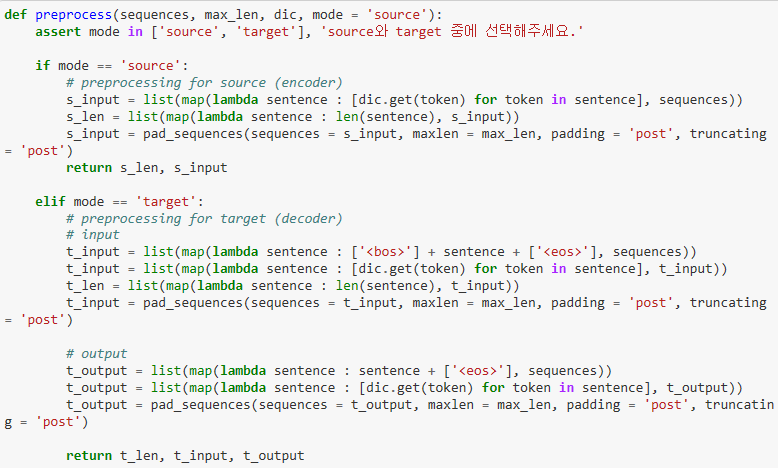 def preprocess(sequences, max_len, dic, mode = 'source'):
    assert mode in ['source', 'target'], 'source와 target 중에 선택해주세요.'

    if mode == 'source':
        # preprocessing for source (encoder)
        s_input = list(map(lambda sentence : [dic.get(token) for token in sentence], sequences))
        s_len = list(map(lambda sentence : len(sentence), s_input))
        s_input = pad_sequences(sequences = s_input, maxlen = max_len, padding = 'post', truncating
= 'post')
        return s_len, s_input

    elif mode == 'target':
        # preprocessing for target (decoder)
        # input
        t_input = list(map(lambda sentence : ['<bos>'] + sentence + ['<eos>'], sequences))
        t_input = list(map(lambda sentence : [dic.get(token) for token in sentence], t_input))
        t_len = list(map(lambda sentence : len(sentence), t_input))
        t_input = pad_sequences(sequences = t_input, maxlen = max_len, padding = 'post', truncating
= 'post')

        # output
        t_output = list(map(lambda sentence : sentence + ['<eos>'], sequences))
        t_output = list(map(lambda sentence : [dic.get(token) for token in sentence], t_output))
        t_output = pad_sequences(sequences = t_output, maxlen = max_len, padding = 'post', truncatin
g = 'post')

        return t_len, t_input, t_output